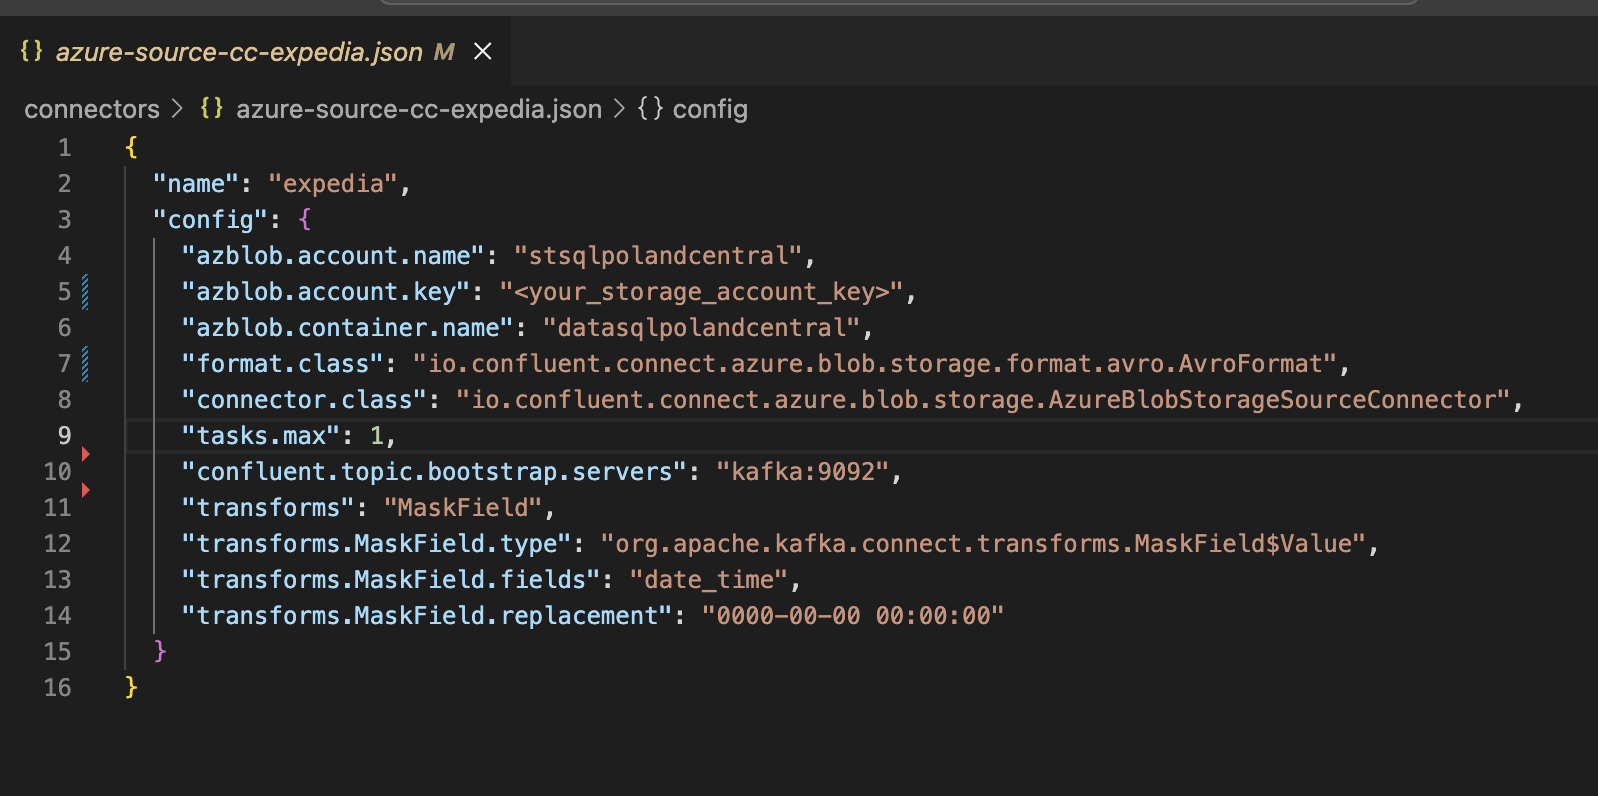 {} azure-source-cc-expedia.json M ×
connectors > {} azure-source-cc-expedia.json > {} config
1 {
2 "name": "expedia",
3 "config": {
4 "azblob.account.name": "stsqlpolandcentral",
5 "azblob.account.key": "<your_storage_account_key>",
6 "azblob.container.name": "datasqlpolandcentral",
7 "format.class": "io.confluent.connect.azure.blob.storage.format.avro.AvroFormat",
8 "connector.class": "io.confluent.connect.azure.blob.storage.AzureBlobStorageSourceConnector",
9 "tasks.max": 1,
10 "confluent.topic.bootstrap.servers": "kafka:9092",
11 "transforms": "MaskField",
12 "transforms.MaskField.type": "org.apache.kafka.connect.transforms.MaskField$Value",
13 "transforms.MaskField.fields": "date_time",
14 "transforms.MaskField.replacement": "0000-00-00 00:00:00"
15 }
16 }